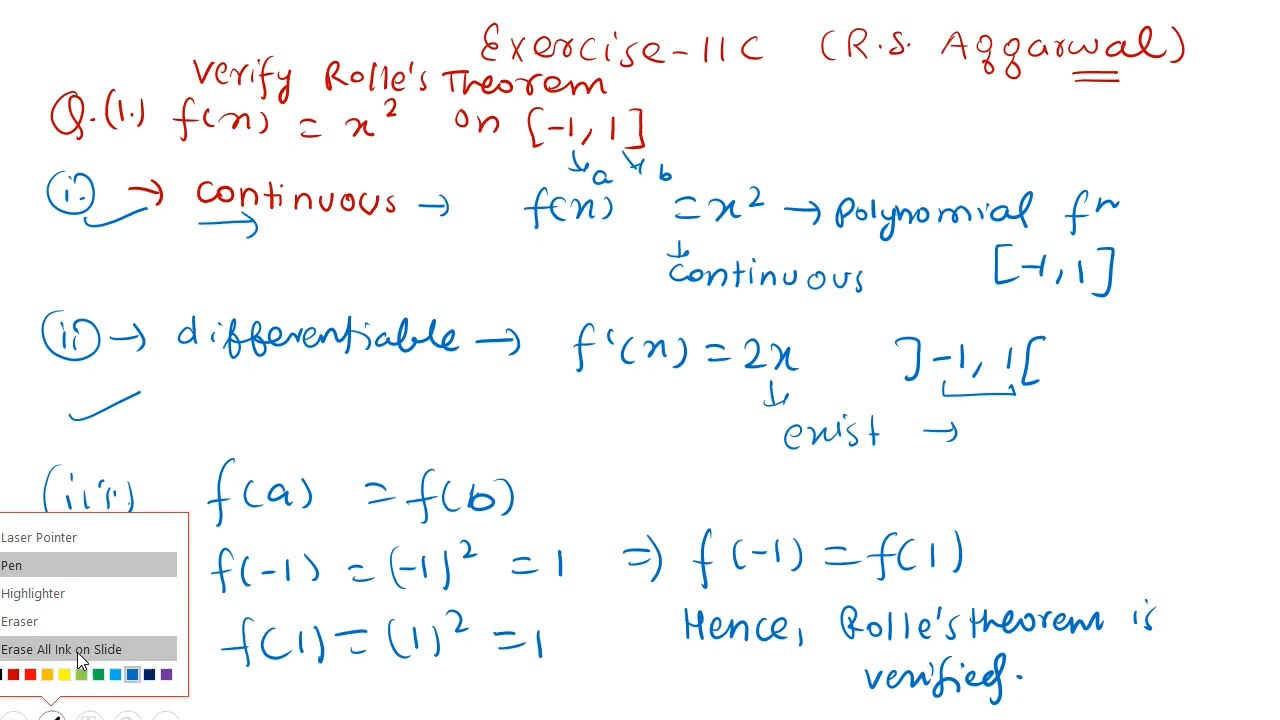 Exercise-11C (R.S. Aggarwal)
Verify Rolle's Theorem
Q.(1.) f(x) = x² on [-1, 1]
a b
(i) → continuous → f(x) = x² → Polynomial fn
continuous [-1, 1]
(ii) → differentiable → f'(x) = 2x ]-1, 1[
exist →
(iii) f(a) = f(b)
f(-1) = (-1)² = 1 ⇒ f(-1) = f(1)
f(1) = (1)² = 1 Hence, Rolle's theorem is
verified.
Laser Pointer
Pen
Highlighter
Eraser
Erase All Ink on Slide